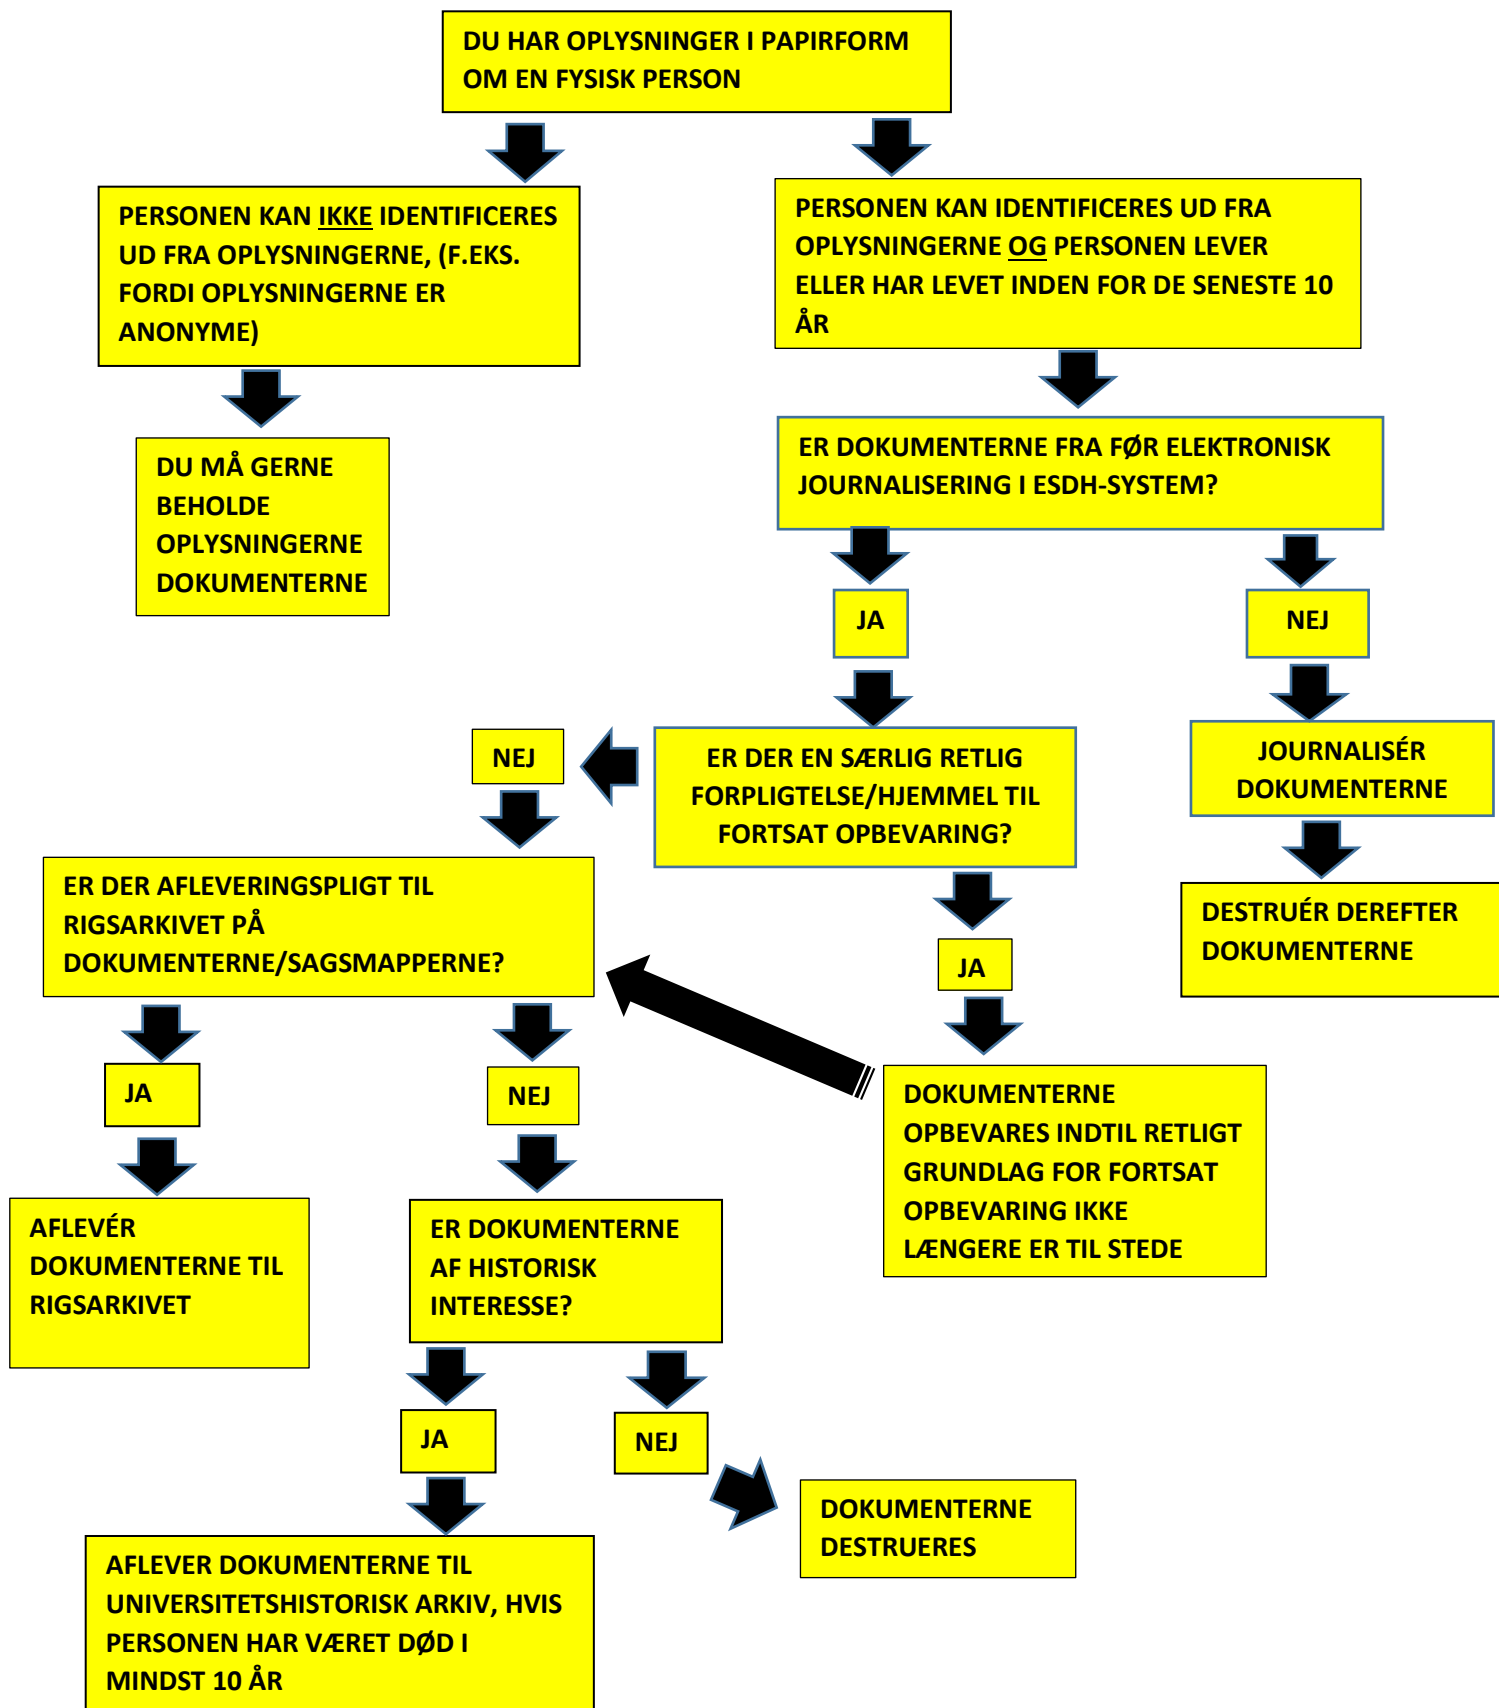 DU HAR OPLYSNINGER I PAPIRFORM
OM EN FYSISK PERSON
PERSONEN KAN IKKE IDENTIFICERES
UD FRA OPLYSNINGERNE, (F.EKS.
FORDI OPLYSNINGERNE ER
ANONYME)
PERSONEN KAN IDENTIFICERES UD FRA
OPLYSNINGERNE OG PERSONEN LEVER
ELLER HAR LEVET INDEN FOR DE SENESTE 10
ÅR
DU MÅ GERNE
BEHOLDE
OPLYSNINGERNE
DOKUMENTERNE
ER DOKUMENTERNE FRA FØR ELEKTRONISK
JOURNALISERING I ESDH-SYSTEM?
JA
NEJ
NEJ
ER DER EN SÆRLIG RETLIG
FORPLIGTELSE/HJEMMEL TIL
FORTSAT OPBEVARING?
JOURNALISÉR
DOKUMENTERNE
ER DER AFLEVERINGSPLIGT TIL
RIGSARKIVET PÅ
DOKUMENTERNE/SAGSMAPPERNE?
JA
DESTRUÉR DEREFTER
DOKUMENTERNE
JA
NEJ
DOKUMENTERNE
OPBEVARES INDTIL RETLIGT
GRUNDLAG FOR FORTSAT
OPBEVARING IKKE
LÆNGERE ER TIL STEDE
AFLEVÉR
DOKUMENTERNE TIL
RIGSARKIVET
ER DOKUMENTERNE
AF HISTORISK
INTERESSE?
JA
NEJ
DOKUMENTERNE
DESTRUERES
AFLEVER DOKUMENTERNE TIL
UNIVERSITETSHISTORISK ARKIV, HVIS
PERSONEN HAR VÆRET DØD I
MINDST 10 ÅR